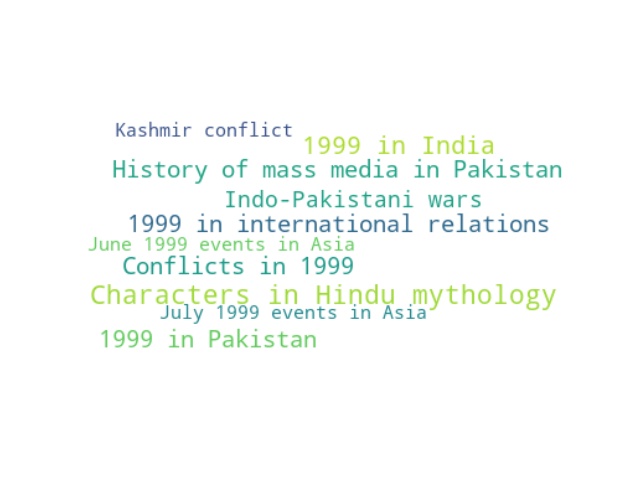 Kashmir conflict
1999 in India
History of mass media in Pakistan
Indo-Pakistani wars
1999 in international relations
June 1999 events in Asia
Conflicts in 1999
Characters in Hindu mythology
July 1999 events in Asia
1999 in Pakistan